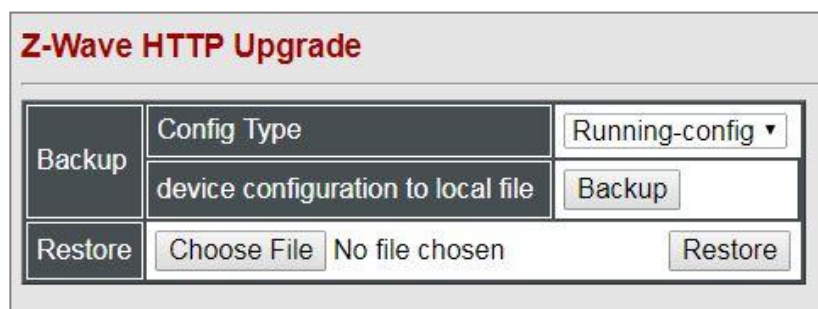 Z-Wave HTTP Upgrade
Backup
Config Type
Running-config
device configuration to local file
Backup
Restore
Choose File No file chosen
Restore